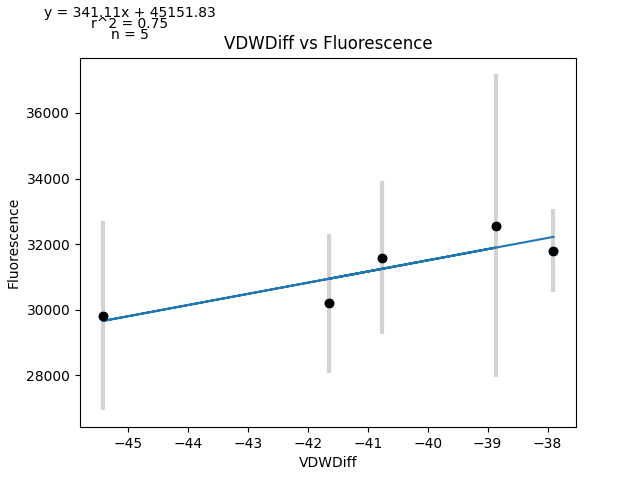 y = 341.11x + 45151.83
r^2 = 0.75
n = 5
VDWDiff vs Fluorescence
Fluorescence
36000
34000
32000
30000
28000
−45
−44
−43
−42
−41
−40
−39
−38
VDWDiff